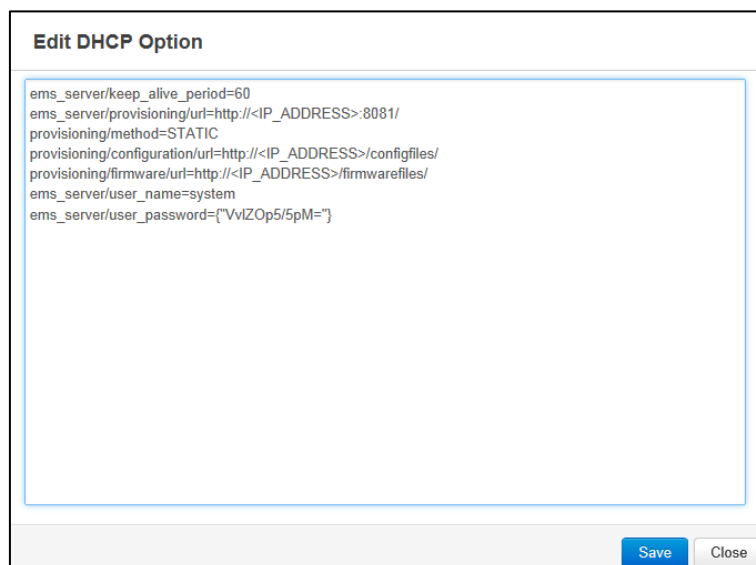 Edit DHCP Option
ems_server/keep_alive_period=60
ems_server/provisioning/url=http://<IP_ADDRESS>:8081/
provisioning/method=STATIC
provisioning/configuration/url=http://<IP_ADDRESS>/configfiles/
provisioning/firmware/url=http://<IP_ADDRESS>/firmwarefiles/
ems_server/user_name=system
ems_server/user_password={"VvlZOp5/5pM="}
Save Close